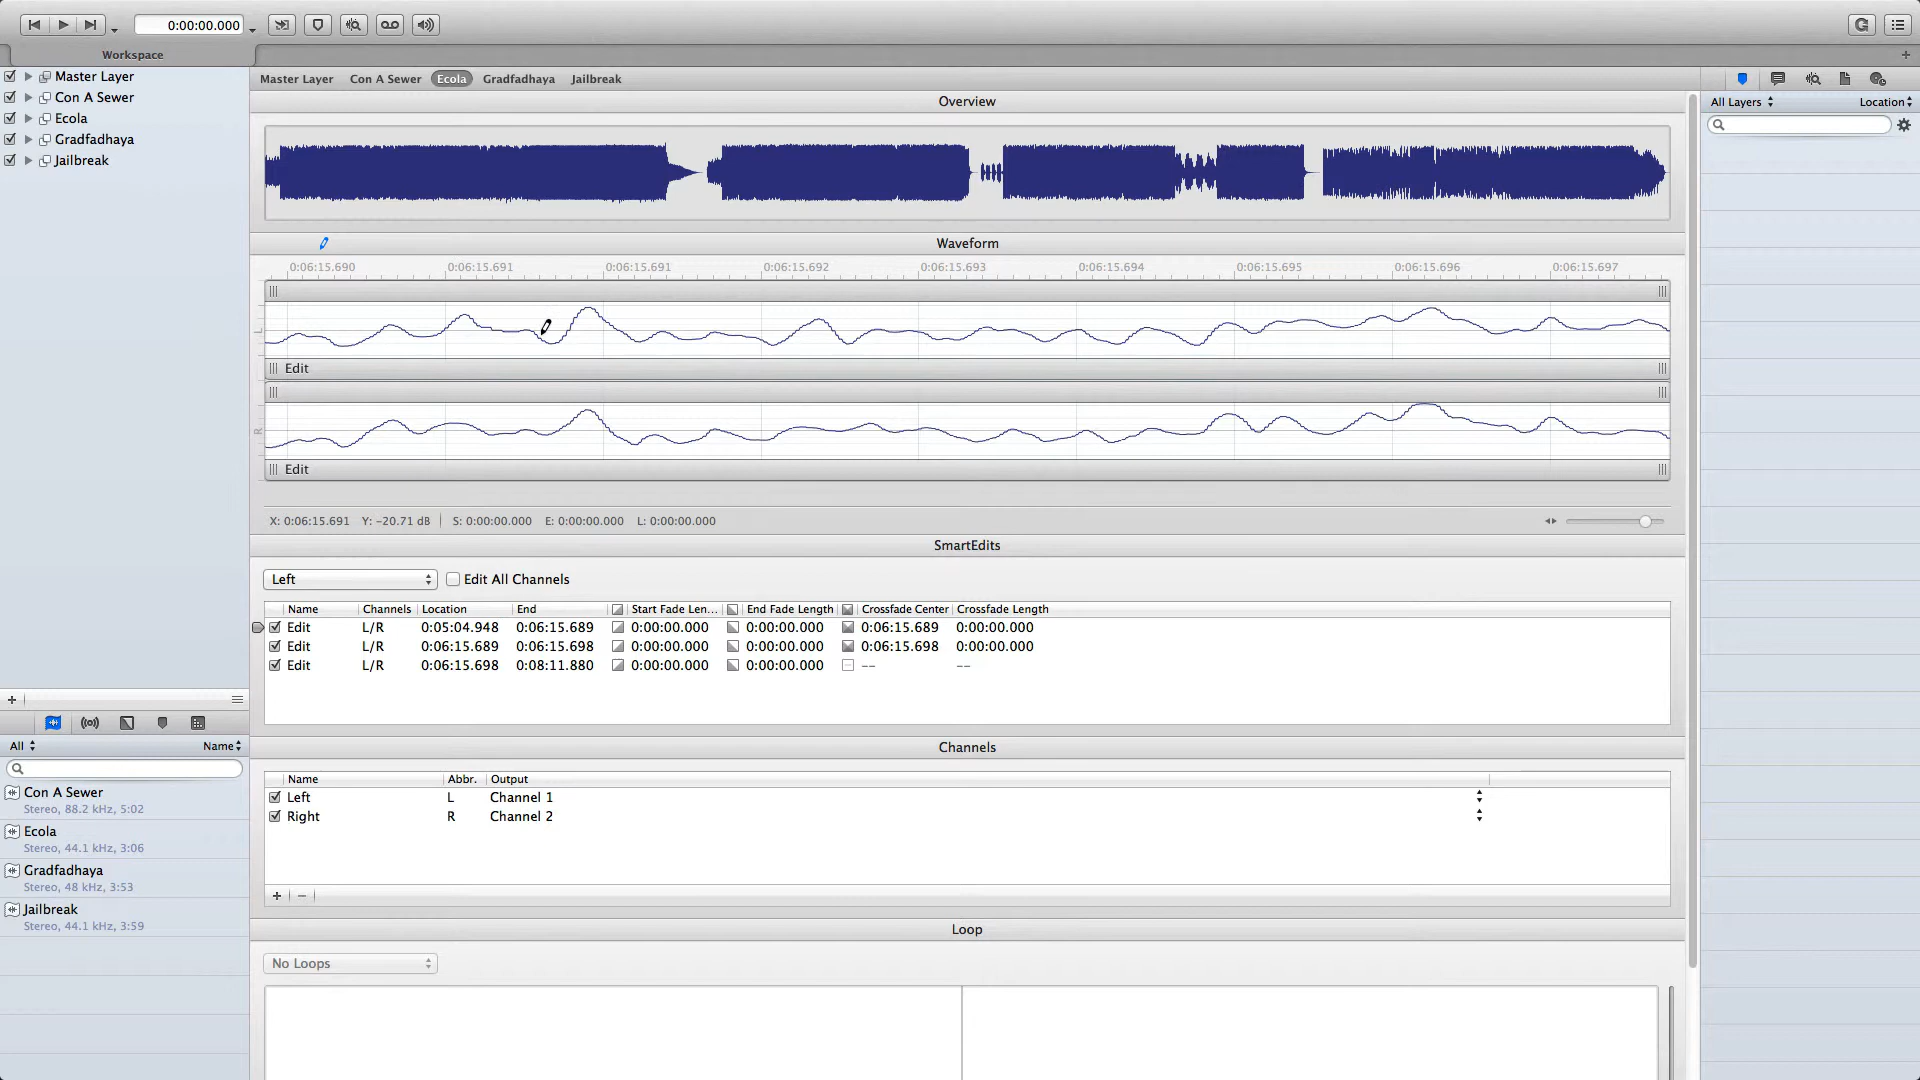 0:00:00.000
Workspace
Master Layer
Con A Sewer
Ecola
Gradfadhaya
Jailbreak
Master Layer Con A Sewer Ecola Gradfadhaya Jailbreak
All Layers Location
Overview
Waveform
0:06:15.690 0:06:15.691 0:06:15.691 0:06:15.692 0:06:15.693 0:06:15.694 0:06:15.695 0:06:15.696 0:06:15.697
L
Edit
R
Edit
X: 0:06:15.691 Y: -20.71 dB S: 0:00:00.000 E: 0:00:00.000 L: 0:00:00.000
SmartEdits
Left Edit All Channels
Name Channels Location End Start Fade Len... End Fade Length Crossfade Center Crossfade Length
Edit L/R 0:05:04.948 0:06:15.689 0:00:00.000 0:00:00.000 0:06:15.689 0:00:00.000
Edit L/R 0:06:15.689 0:06:15.698 0:00:00.000 0:00:00.000 0:06:15.698 0:00:00.000
Edit L/R 0:06:15.698 0:08:11.880 0:00:00.000 0:00:00.000 -- --
All Name
Con A Sewer
Stereo, 88.2 kHz, 5:02
Ecola
Stereo, 44.1 kHz, 3:06
Gradfadhaya
Stereo, 48 kHz, 3:53
Jailbreak
Stereo, 44.1 kHz, 3:59
Channels
Name Abbr. Output
Left L Channel 1
Right R Channel 2
Loop
No Loops